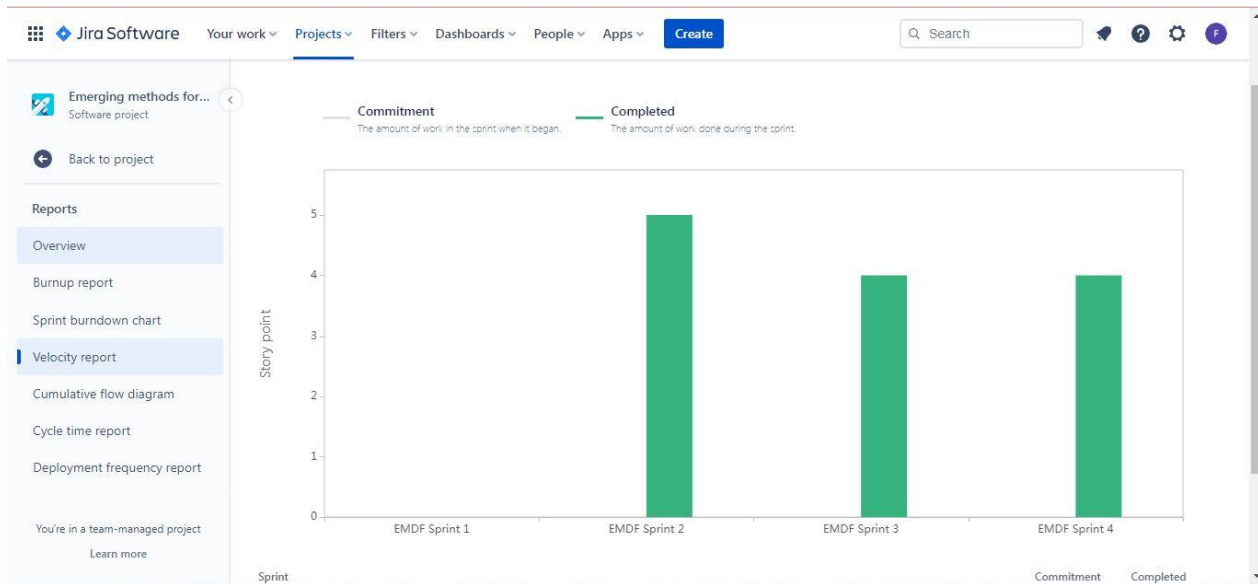 Jira Software Your work Projects Filters Dashboards People Apps Create Search F
Emerging methods for...
Software project
Back to project
Reports
Overview
Burnup report
Sprint burndown chart
Velocity report
Cumulative flow diagram
Cycle time report
Deployment frequency report
You're in a team-managed project
Learn more
Commitment
The amount of work in the sprint when it began.
Completed
The amount of work done during the sprint.
Story point
5
4
3
2
1
0
EMDF Sprint 1 EMDF Sprint 2 EMDF Sprint 3 EMDF Sprint 4
Sprint Commitment Completed